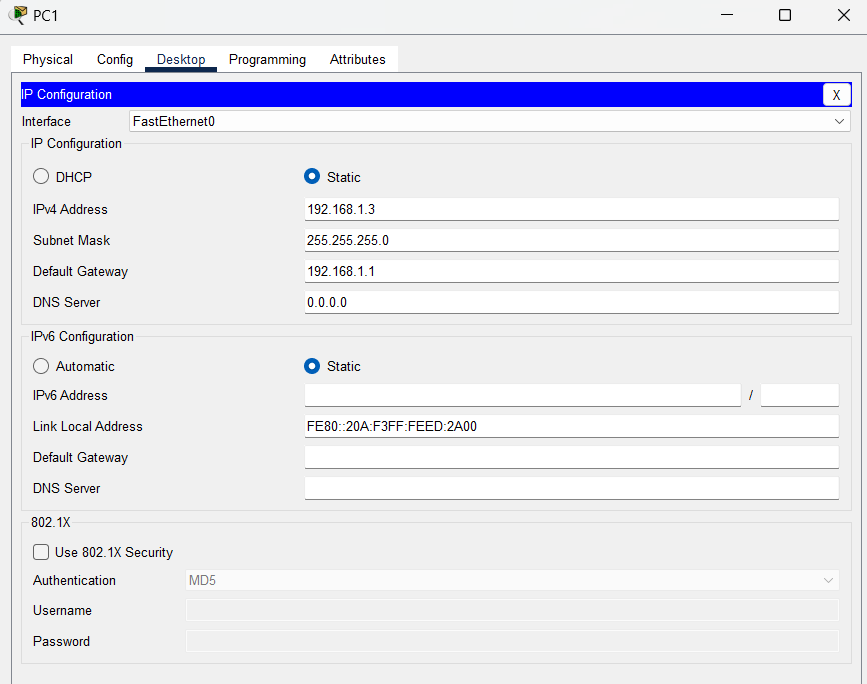 PC1
Physical Config Desktop Programming Attributes
IP Configuration X
Interface FastEthernet0
IP Configuration
DHCP Static
IPv4 Address 192.168.1.3
Subnet Mask 255.255.255.0
Default Gateway 192.168.1.1
DNS Server 0.0.0.0
IPv6 Configuration
Automatic Static
IPv6 Address /
Link Local Address FE80::20A:F3FF:FEED:2A00
Default Gateway
DNS Server
802.1X
Use 802.1X Security
Authentication MD5
Username
Password